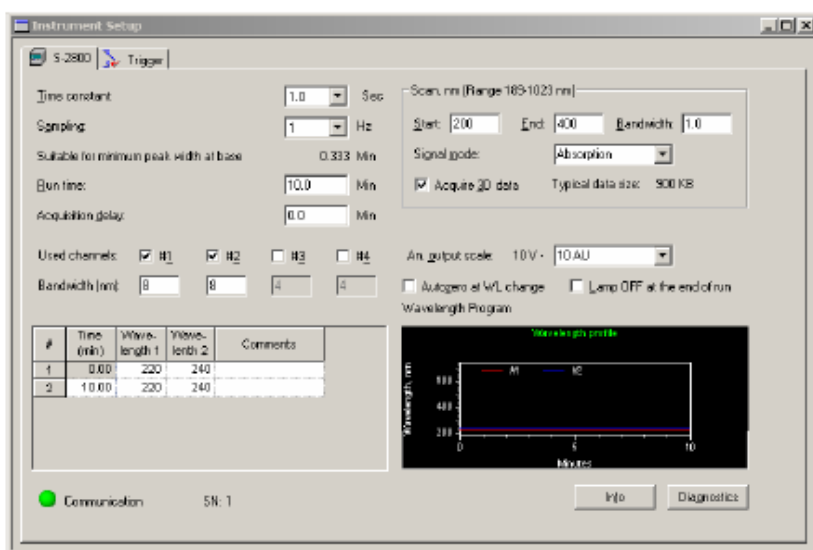 Instrument Setup
S-2800 Trigger
Time constant 1.0 Sec
Sampling: 1 Hz
Suitable for minimum peak width at base 0.333 Min
Run time: 10.0 Min
Acquisition delay: 0.0 Min
Used channels: #1 #2 #3 #4
Bandwidth (nm): 8 8 4 4
Scan, nm (Range 189-1023 nm)
Start: 200 End: 400 Bandwidth: 1.0
Signal mode: Absorption
Acquire 3D data Typical data size: 900 KB
An. output scale: 10V - 10 AU
Autozero at WL change Lamp OFF at the end of run
Wavelength Program
# Time (min) Wave-length 1 Wave-lenth 2 Comments
1 0.00 220 240
2 10.00 220 240
Wavelength profile
Wavelength, nm
400
200
0 5 10
Minutes
Communication SN: 1
Info Diagnostics